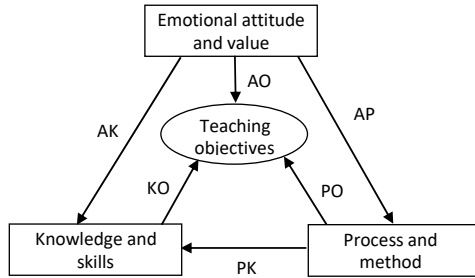 Emotional attitude
and value
AO
AK
AP
Teaching
objectives
KO
PO
Knowledge and
skills
PK
Process and
method